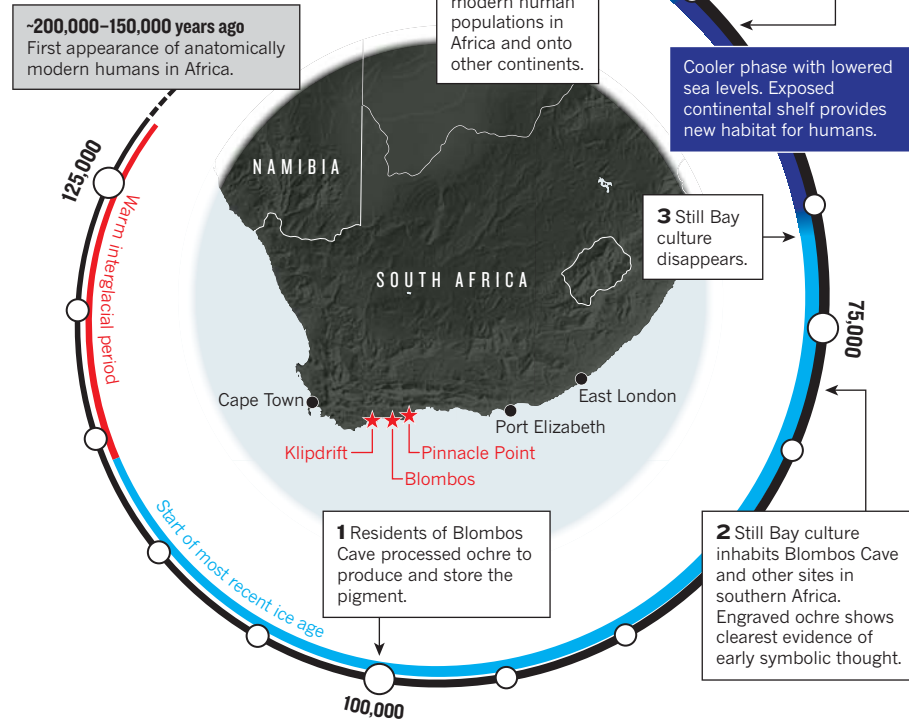 ~200,000–150,000 years ago
First appearance of anatomically
modern humans in Africa.
modern human
populations in
Africa and onto
other continents.
Cooler phase with lowered
sea levels. Exposed
continental shelf provides
new habitat for humans.
125,000
Warm interglacial period
NAMIBIA
SOUTH AFRICA
3 Still Bay
culture
disappears.
75,000
Cape Town
East London
Port Elizabeth
Klipdrift
Pinnacle Point
Blombos
Start of most recent ice age
1 Residents of Blombos
Cave processed ochre to
produce and store the
pigment.
2 Still Bay culture
inhabits Blombos Cave
and other sites in
southern Africa.
Engraved ochre shows
clearest evidence of
early symbolic thought.
100,000